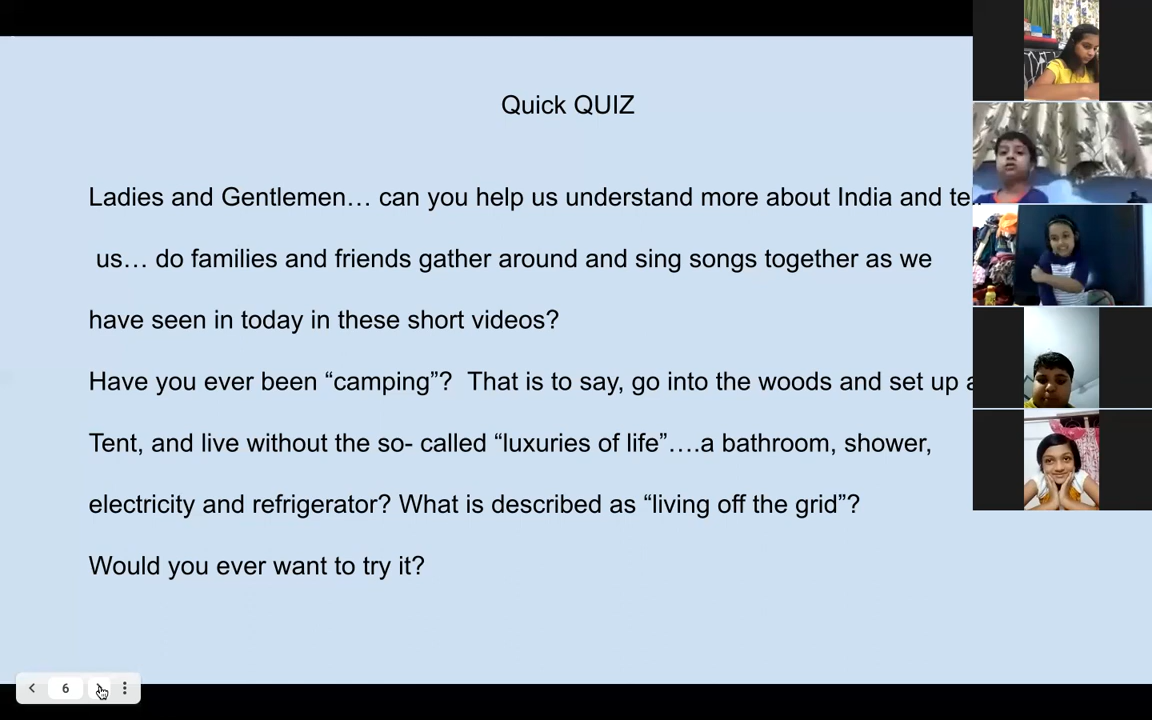 Quick QUIZ
Ladies and Gentlemen… can you help us understand more about India and
us… do families and friends gather around and sing songs together as we
have seen in today in these short videos?
Have you ever been “camping”?  That is to say, go into the woods and set up a
Tent, and live without the so- called “luxuries of life”….a bathroom, shower,
electricity and refrigerator? What is described as “living off the grid”?
Would you ever want to try it?
6